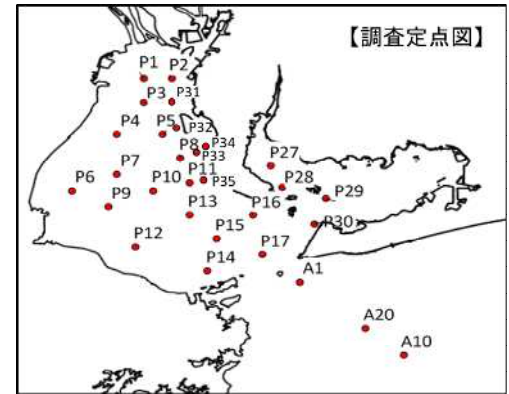 【調査定点図】
P1 P2
P3 P31
P4 P5 P32
P34
P8 P33
P27
P7 P11
P6 P10 P35 P28
P9 P29
P13 P16
P30
P15
P12 P17
P14 A1
A20
A10